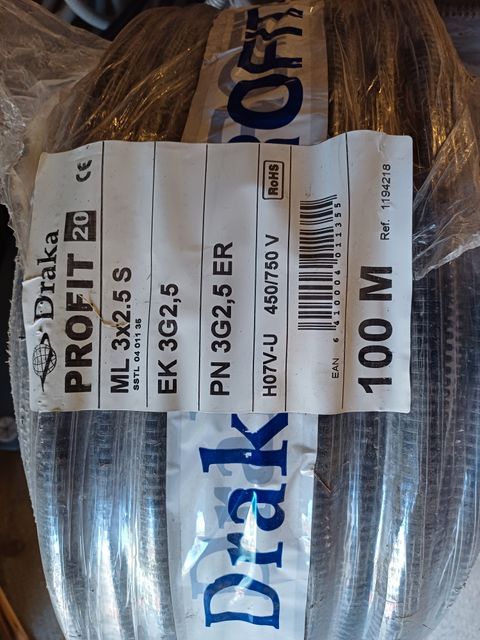 PROFIT
Draka
PROFIT 20 CE
ML 3x2.5 S
SSTL 04 011 35
EK 3G2,5
PN 3G2,5 ER
H07V-U 450/750 V RoHS
EAN 6 410004 011355
100 M Ref. 1194218
Draka